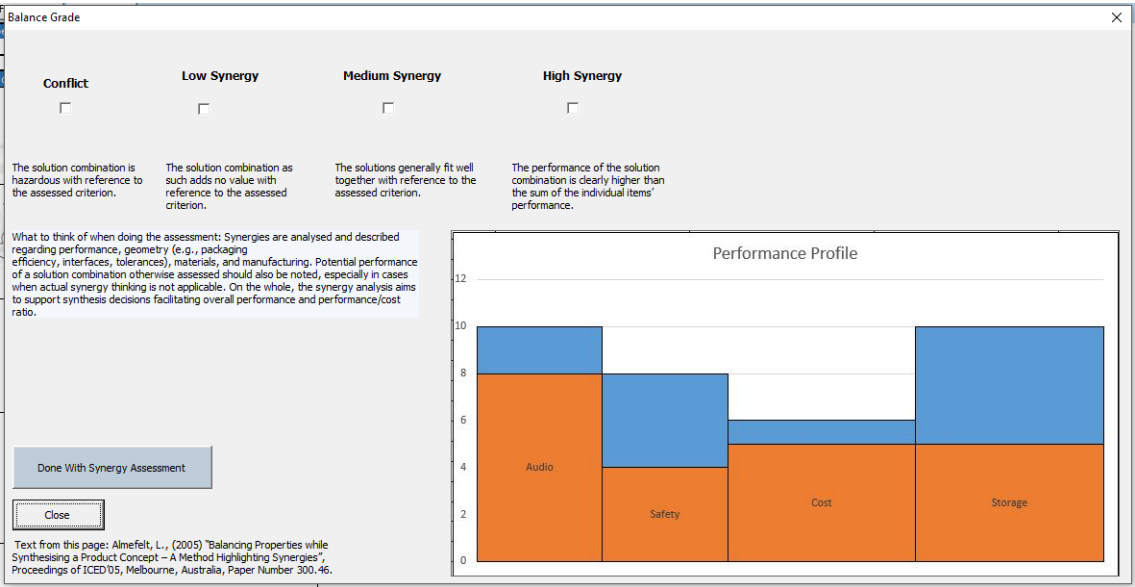 Balance Grade
Conflict
Low Synergy
Medium Synergy
High Synergy
The solution combination is
hazardous with reference to
the assessed criterion.
The solution combination as
such adds no value with
reference to the assessed
criterion.
The solutions generally fit well
together with reference to the
assessed criterion.
The performance of the solution
combination is clearly higher than
the sum of the individual items'
performance.
What to think of when doing the assessment: Synergies are analysed and described
regarding performance, geometry (e.g., packaging
efficiency, interfaces, tolerances), materials, and manufacturing. Potential performance
of a solution combination otherwise assessed should also be noted, especially in cases
when actual synergy thinking is not applicable. On the whole, the synergy analysis aims
to support synthesis decisions facilitating overall performance and performance/cost
ratio.
Performance Profile
12
10
8
6
4
2
0
Audio
Safety
Cost
Storage
Done With Synergy Assessment
Close
Text from this page: Almefelt, L., (2005) "Balancing Properties while
Synthesising a Product Concept – A Method Highlighting Synergies",
Proceedings of ICED'05, Melbourne, Australia, Paper Number 300.46.